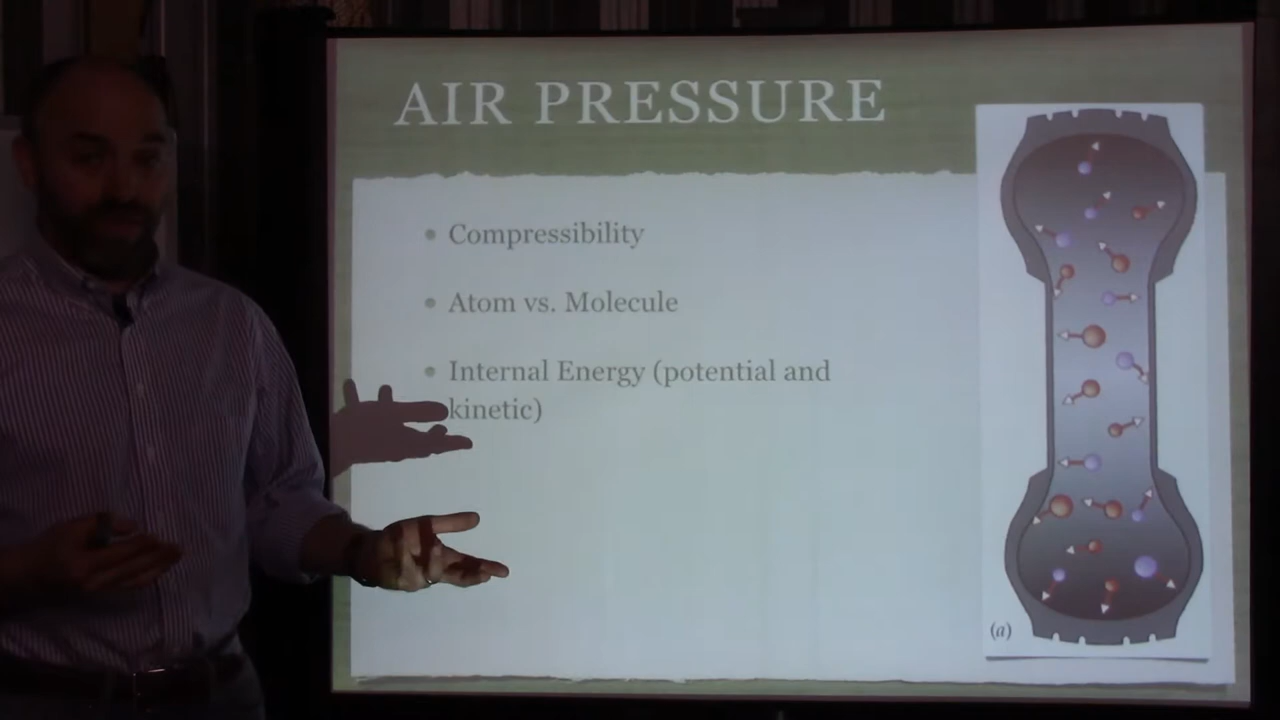 AIR PRESSURE
• Compressibility
• Atom vs. Molecule
• Internal Energy (potential and
kinetic)
(a)